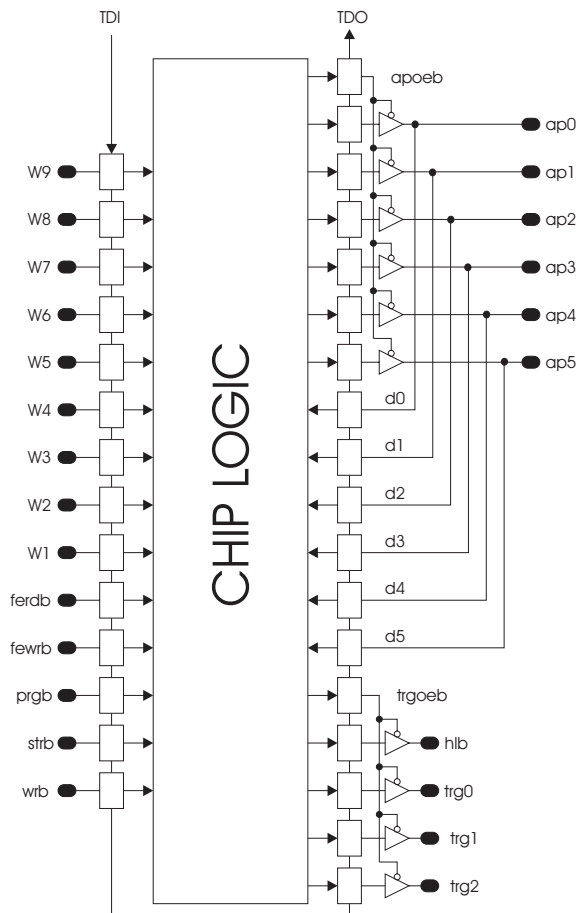 TDI
TDO
apoeb
ap0
W9
ap1
W8
ap2
W7
ap3
W6
ap4
W5
ap5
W4
d0
W3
d1
W2
d2
W1
d3
ferdb
d4
fewrb
d5
prgb
trgoeb
strb
hlb
wrb
trg0
trg1
trg2
CHIP LOGIC